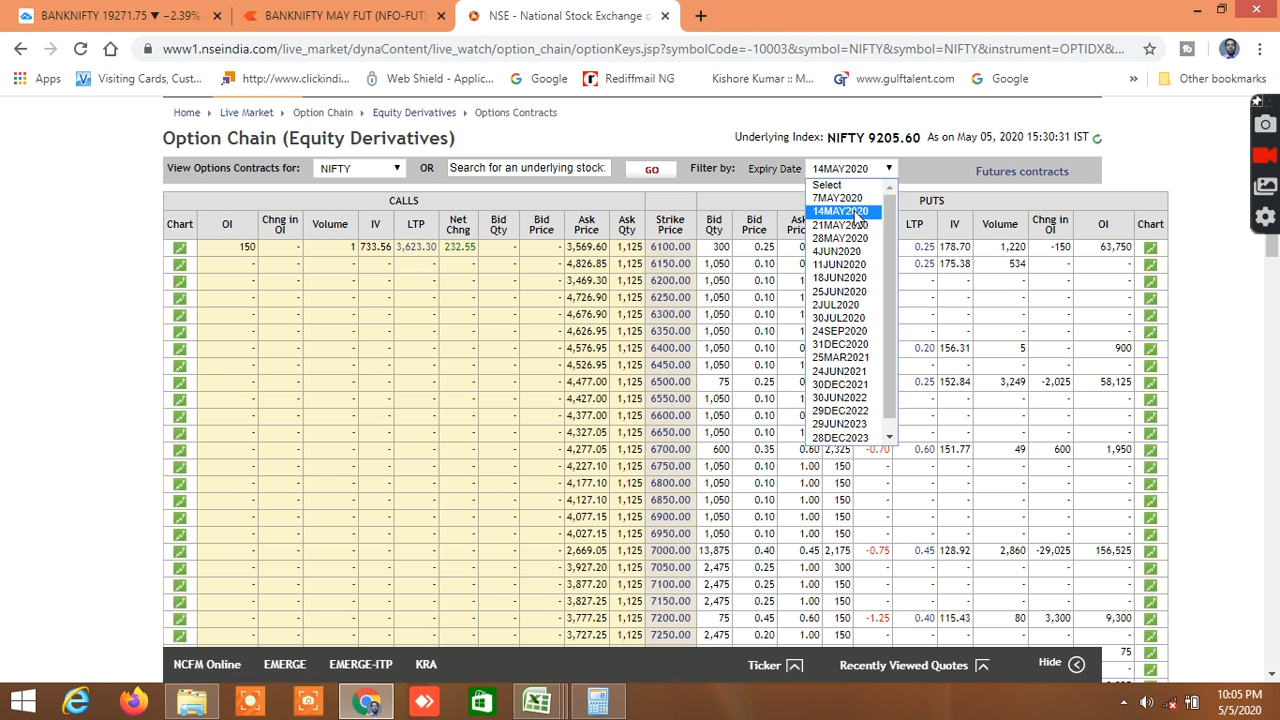 BANKNIFTY 19271.75 ▼ −2.39%
BANKNIFTY MAY FUT (NFO-FUT)
NSE - National Stock Exchange o
www1.nseindia.com/live_market/dynaContent/live_watch/option_chain/optionKeys.jsp?symbolCode=-10003&symbol=NIFTY&symbol=NIFTY&instrument=OPTIDX&...
Apps Visiting Cards, Cust... http://www.clickindi... Web Shield - Applic... Google Rediffmail NG Kishore Kumar :: M... www.gulftalent.com Google » Other bookmarks
Home Live Market Option Chain Equity Derivatives Options Contracts
Option Chain (Equity Derivatives)
Underlying Index: NIFTY 9205.60 As on May 05, 2020 15:30:31 IST
View Options Contracts for: NIFTY OR Search for an underlying stock: GO Filter by: Expiry Date 14MAY2020 Futures contracts
Select
7MAY2020
14MAY2020
21MAY2020
28MAY2020
4JUN2020
11JUN2020
18JUN2020
25JUN2020
2JUL2020
30JUL2020
24SEP2020
31DEC2020
25MAR2021
24JUN2021
30DEC2021
30JUN2022
29DEC2022
29JUN2023
28DEC2023
CALLS PUTS
Chart OI Chng in OI Volume IV LTP Net Chng Bid Qty Bid Price Ask Price Ask Qty Strike Price Bid Qty Bid Price LTP IV Volume Chng in OI OI Chart
150 - 1 733.56 3,623.30 232.55 - - 3,569.60 1,125 6100.00 300 0.25 0.25 178.70 1,220 -150 63,750
- - - - - - - - 4,826.85 1,125 6150.00 1,050 0.10 0.25 175.38 534 - -
- - - - - - - - 3,469.30 1,125 6200.00 1,050 0.10 - - - - -
- - - - - - - - 4,726.90 1,125 6250.00 1,050 0.10 - - - - -
- - - - - - - - 4,676.90 1,125 6300.00 1,050 0.10 - - - - -
- - - - - - - - 4,626.95 1,125 6350.00 1,050 0.10 - - - - -
- - - - - - - - 4,576.95 1,125 6400.00 1,050 0.10 0.20 156.31 5 - 900
- - - - - - - - 4,526.95 1,125 6450.00 1,050 0.10 - - - - -
- - - - - - - - 4,477.00 1,125 6500.00 75 0.25 0.25 152.84 3,249 -2,025 58,125
- - - - - - - - 4,427.00 1,125 6550.00 1,050 0.10 - - - - -
- - - - - - - - 4,377.00 1,125 6600.00 1,050 0.10 - - - - -
- - - - - - - - 4,327.05 1,125 6650.00 1,050 0.10 - - - - -
- - - - - - - - 4,277.05 1,125 6700.00 600 0.35 0.60 2,325 -0.70 0.60 151.77 49 600 1,950
- - - - - - - - 4,227.10 1,125 6750.00 1,050 0.10 1.00 150 - - - - - -
- - - - - - - - 4,177.10 1,125 6800.00 1,050 0.10 1.00 150 - - - - - -
- - - - - - - - 4,127.10 1,125 6850.00 1,050 0.10 1.00 150 - - - - - -
- - - - - - - - 4,077.15 1,125 6900.00 1,050 0.10 1.00 150 - - - - - -
- - - - - - - - 4,027.15 1,125 6950.00 1,050 0.10 1.00 150 - - - - - -
- - - - - - - - 2,669.05 1,125 7000.00 13,875 0.40 0.45 2,175 -0.75 0.45 128.92 2,860 -29,025 156,525
- - - - - - - - 3,927.20 1,125 7050.00 2,475 0.25 1.00 300 - - - - - -
- - - - - - - - 3,877.20 1,125 7100.00 2,475 0.25 1.00 150 - - - - - -
- - - - - - - - 3,827.25 1,125 7150.00 2,475 0.25 1.00 150 - - - - - -
- - - - - - - - 3,777.25 1,125 7200.00 75 0.45 0.60 150 -1.25 0.40 115.43 80 3,300 9,300
- - - - - - - - 3,727.25 1,125 7250.00 2,475 0.20 1.00 150 - - - - - -
75
NCFM Online EMERGE EMERGE-ITP KRA Ticker Recently Viewed Quotes Hide
10:05 PM
5/5/2020